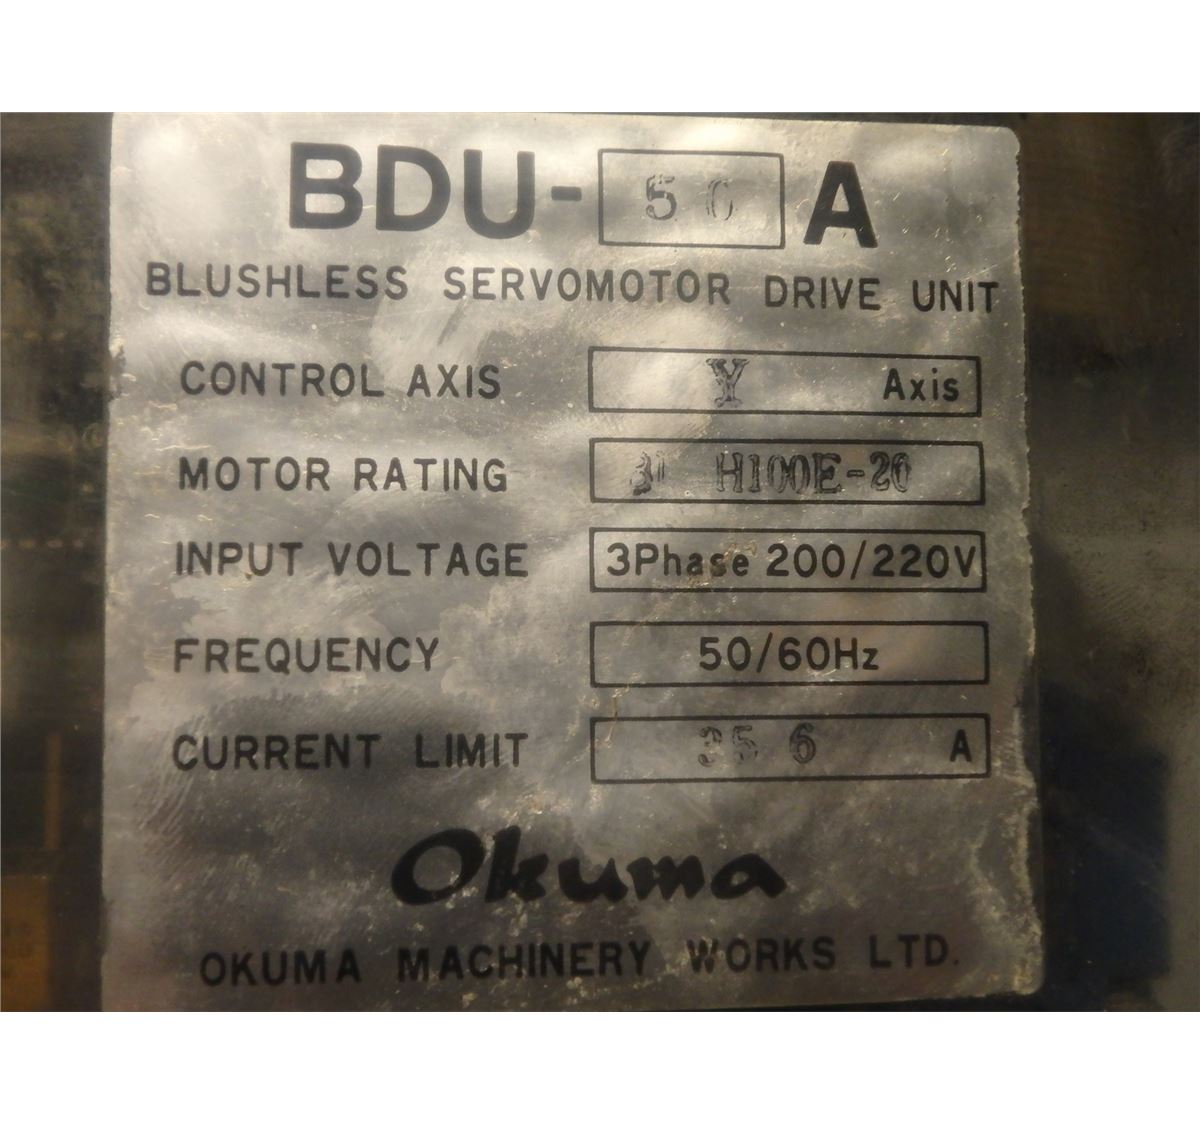 BDU-50A
BLUSHLESS SERVOMOTOR DRIVE UNIT
CONTROL AXIS Y Axis
MOTOR RATING H100E-20
INPUT VOLTAGE 3Phase 200/220V
FREQUENCY 50/60Hz
CURRENT LIMIT 35 6 A
Okuma
OKUMA MACHINERY WORKS LTD.